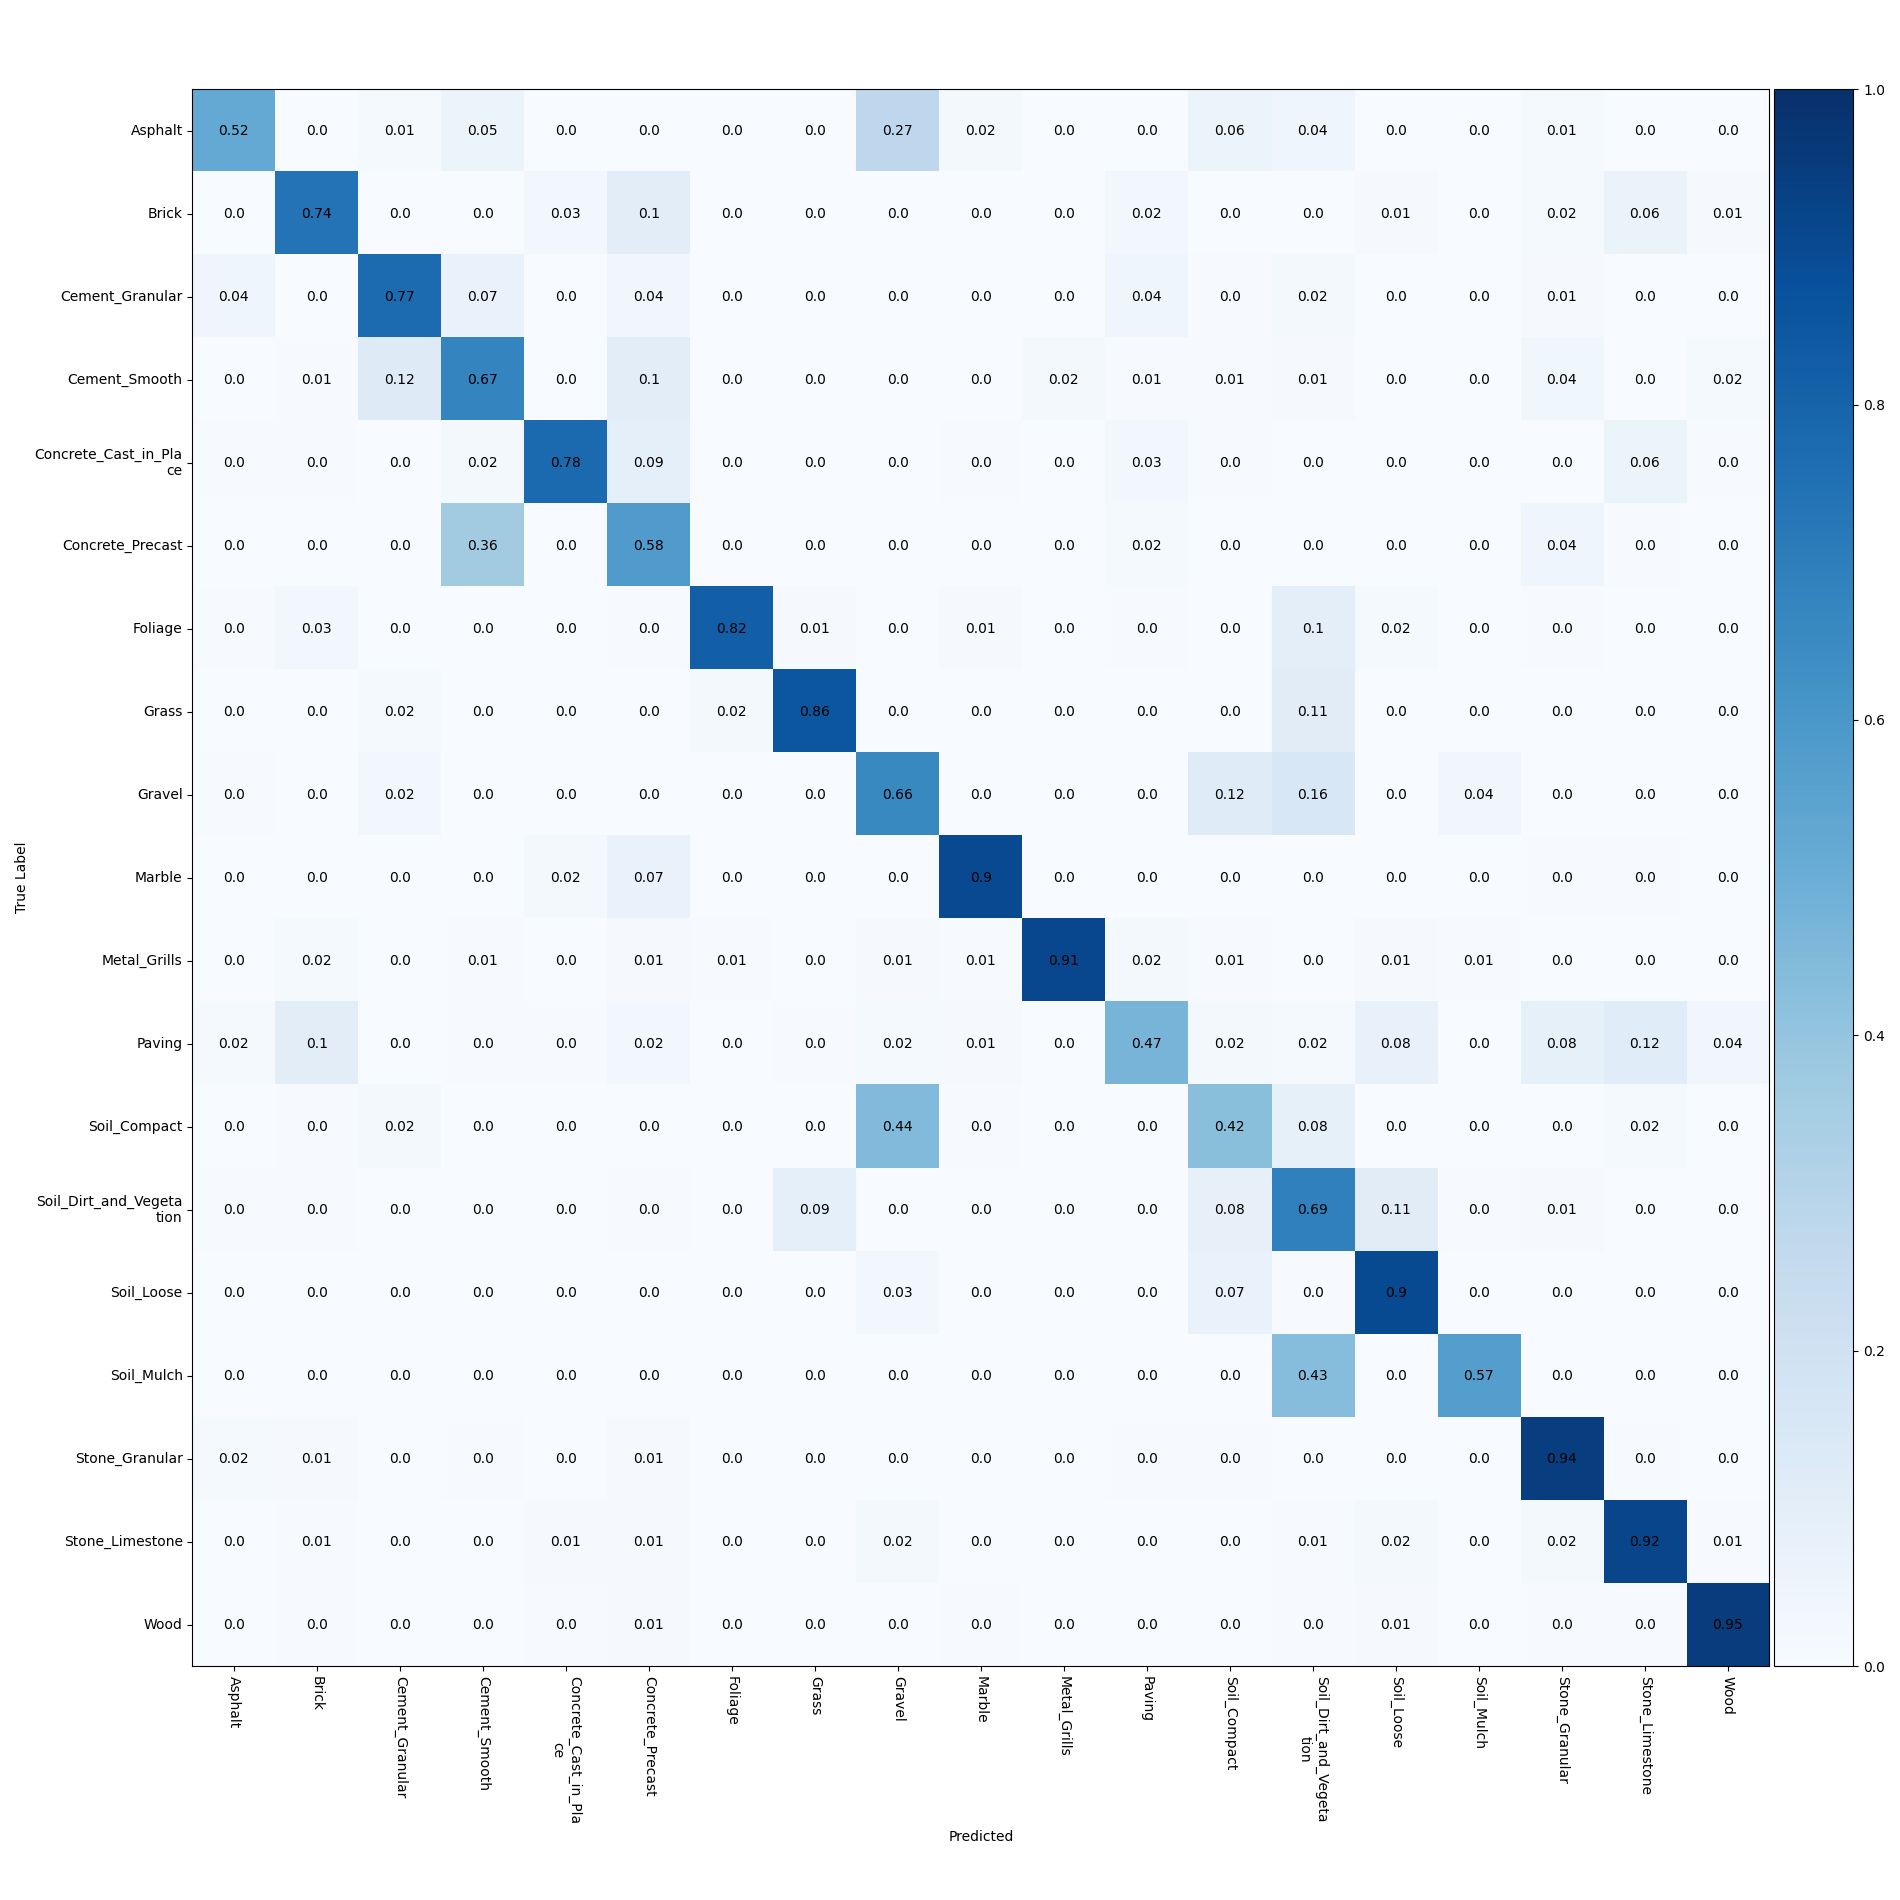 1.0
Asphalt 0.52 0.0 0.01 0.05 0.0 0.0 0.0 0.0 0.27 0.02 0.0 0.0 0.06 0.04 0.0 0.0 0.01 0.0 0.0
Brick 0.0 0.74 0.0 0.0 0.03 0.1 0.0 0.0 0.0 0.0 0.0 0.02 0.0 0.0 0.01 0.0 0.02 0.06 0.01
Cement_Granular 0.04 0.0 0.77 0.07 0.0 0.04 0.0 0.0 0.0 0.0 0.0 0.04 0.0 0.02 0.0 0.0 0.01 0.0 0.0
Cement_Smooth 0.0 0.01 0.12 0.67 0.0 0.1 0.0 0.0 0.0 0.0 0.02 0.01 0.01 0.01 0.0 0.0 0.04 0.0 0.02
0.8
Concrete_Cast_in_Pla
ce 0.0 0.0 0.0 0.02 0.78 0.09 0.0 0.0 0.0 0.0 0.0 0.03 0.0 0.0 0.0 0.0 0.0 0.06 0.0
Concrete_Precast 0.0 0.0 0.0 0.36 0.0 0.58 0.0 0.0 0.0 0.0 0.0 0.02 0.0 0.0 0.0 0.0 0.04 0.0 0.0
Foliage 0.0 0.03 0.0 0.0 0.0 0.0 0.82 0.01 0.0 0.01 0.0 0.0 0.0 0.1 0.02 0.0 0.0 0.0 0.0
Grass 0.0 0.0 0.02 0.0 0.0 0.0 0.02 0.86 0.0 0.0 0.0 0.0 0.0 0.11 0.0 0.0 0.0 0.0 0.0
0.6
Gravel 0.0 0.0 0.02 0.0 0.0 0.0 0.0 0.0 0.66 0.0 0.0 0.0 0.12 0.16 0.0 0.04 0.0 0.0 0.0
True Label
Marble 0.0 0.0 0.0 0.0 0.02 0.07 0.0 0.0 0.0 0.9 0.0 0.0 0.0 0.0 0.0 0.0 0.0 0.0 0.0
Metal_Grills 0.0 0.02 0.0 0.01 0.0 0.01 0.01 0.0 0.01 0.01 0.91 0.02 0.01 0.0 0.01 0.01 0.0 0.0 0.0
Paving 0.02 0.1 0.0 0.0 0.0 0.02 0.0 0.0 0.02 0.01 0.0 0.47 0.02 0.02 0.08 0.0 0.08 0.12 0.04
0.4
Soil_Compact 0.0 0.0 0.02 0.0 0.0 0.0 0.0 0.0 0.44 0.0 0.0 0.0 0.42 0.08 0.0 0.0 0.0 0.02 0.0
Soil_Dirt_and_Vegeta
tion 0.0 0.0 0.0 0.0 0.0 0.0 0.0 0.09 0.0 0.0 0.0 0.0 0.08 0.69 0.11 0.0 0.01 0.0 0.0
Soil_Loose 0.0 0.0 0.0 0.0 0.0 0.0 0.0 0.0 0.03 0.0 0.0 0.0 0.07 0.0 0.9 0.0 0.0 0.0 0.0
0.2
Soil_Mulch 0.0 0.0 0.0 0.0 0.0 0.0 0.0 0.0 0.0 0.0 0.0 0.0 0.0 0.43 0.0 0.57 0.0 0.0 0.0
Stone_Granular 0.02 0.01 0.0 0.0 0.0 0.01 0.0 0.0 0.0 0.0 0.0 0.0 0.0 0.0 0.0 0.0 0.94 0.0 0.0
Stone_Limestone 0.0 0.01 0.0 0.0 0.01 0.01 0.0 0.0 0.02 0.0 0.0 0.0 0.0 0.01 0.02 0.0 0.02 0.92 0.01
Wood 0.0 0.0 0.0 0.0 0.0 0.01 0.0 0.0 0.0 0.0 0.0 0.0 0.0 0.0 0.01 0.0 0.0 0.0 0.95
0.0
Asphalt
Brick
Cement_Granular
Cement_Smooth
Concrete_Cast_in_Pla
ce
Concrete_Precast
Foliage
Grass
Gravel
Marble
Metal_Grills
Paving
Soil_Compact
Soil_Dirt_and_Vegeta
tion
Soil_Loose
Soil_Mulch
Stone_Granular
Stone_Limestone
Wood
Predicted